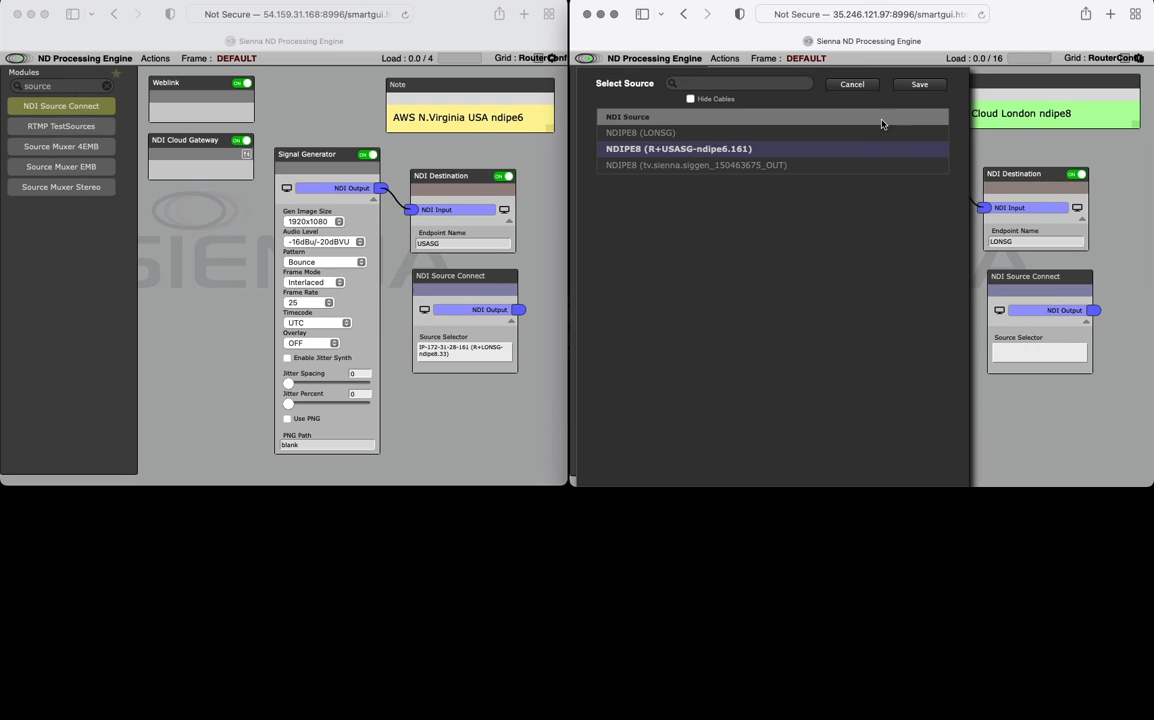 Not Secure — 54.159.31.168:8996/smartgui.h
Sienna ND Processing Engine
ND Processing Engine
Actions
Frame : DEFAULT
Load : 0.0 / 4
Grid :
Modules
source
NDI Source Connect
RTMP TestSources
Source Muxer 4EMB
Source Muxer EMB
Source Muxer Stereo
Weblink
ON
NDI Cloud Gateway
ON
Note
AWS N.Virginia USA ndipe6
Signal Generator
ON
NDI Output
Gen Image Size
1920x1080
Audio Level
-16dBu/-20dBVU
Pattern
Bounce
Frame Mode
Interlaced
Frame Rate
25
Timecode
UTC
Overlay
OFF
Enable Jitter Synth
Jitter Spacing
0
Jitter Percent
0
Use PNG
PNG Path
blank
NDI Destination
ON
NDI Input
Endpoint Name
USASG
NDI Source Connect
NDI Output
Source Selector
IP-172-31-28-161 (R+LONSG-
ndipe8.33)
SIENNA
Not Secure — 35.246.121.97:8996/smartgui.h
Sienna ND Processing Engine
ND Processing Engine
Actions
Frame : DEFAULT
Load : 0.0 / 16
Grid :
Select Source
Cancel
Save
Hide Cables
NDI Source
NDIPE8 (LONSG)
NDIPE8 (R+USASG-ndipe6.161)
NDIPE8 (tv.sienna.siggen_150463675_OUT)
Cloud London ndipe8
NDI Destination
ON
NDI Input
Endpoint Name
LONSG
NDI Source Connect
NDI Output
Source Selector